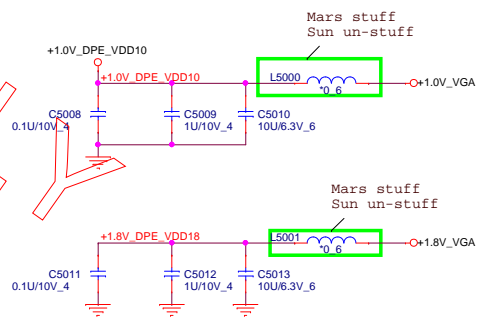 Mars stuff
Sun un-stuff
+1.0V_DPE_VDD10
+1.0V_DPE_VDD10
L5000
*0_6
+1.0V_VGA
C5008
0.1U/10V_4
C5009
1U/10V_4
C5010
10U/6.3V_6
Mars stuff
Sun un-stuff
+1.8V_DPE_VDD18
L5001
*0_6
+1.8V_VGA
C5011
0.1U/10V_4
C5012
1U/10V_4
C5013
10U/6.3V_6